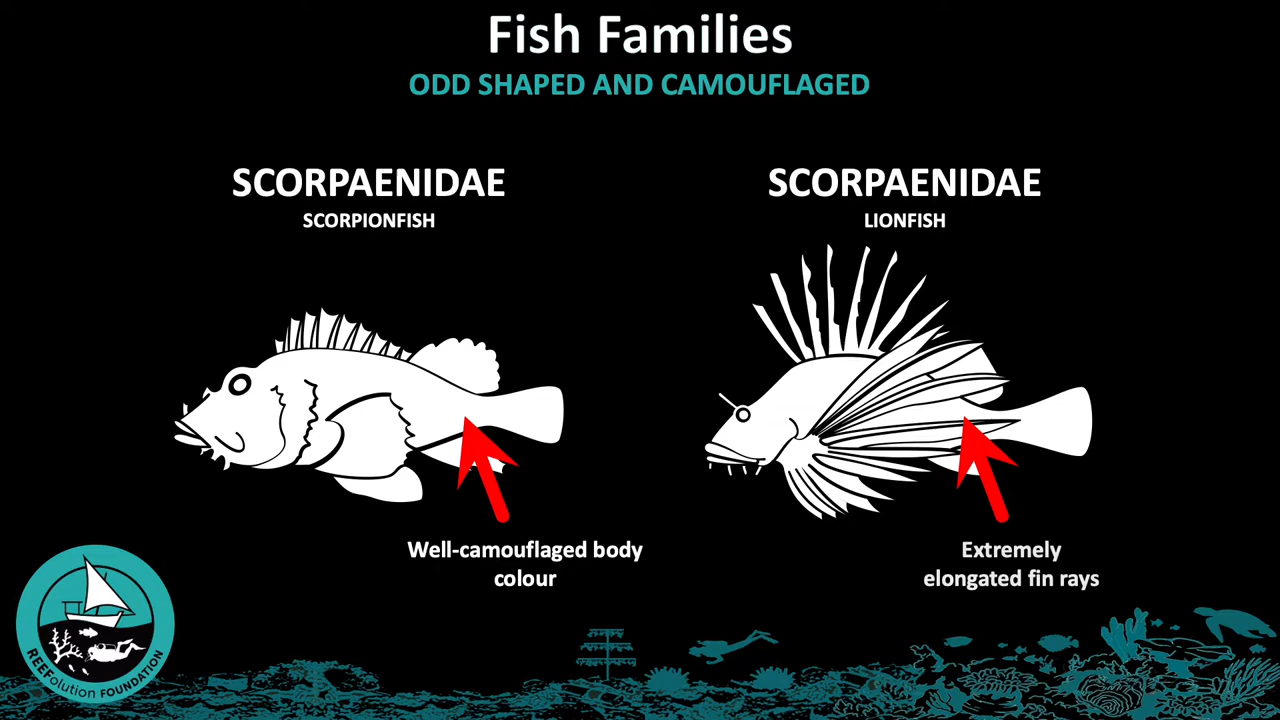 Fish Families
ODD SHAPED AND CAMOUFLAGED
SCORPAENIDAE
SCORPIONFISH
Well-camouflaged body
colour
SCORPAENIDAE
LIONFISH
Extremely
elongated fin rays
REEFolution FOUNDATION